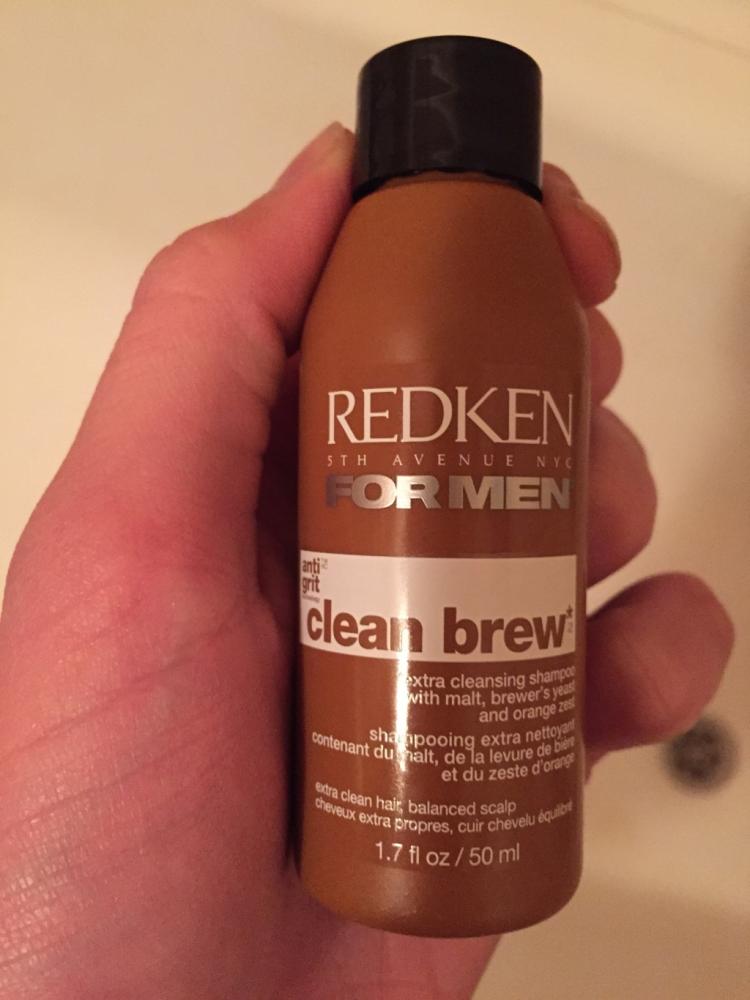 REDKEN
5TH AVENUE NYC
FOR MEN
anti
grit
clean brew*
extra cleansing shampoo
with malt, brewer's yeast
and orange zest
shampooing extra nettoyant
contenant du malt, de la levure de bière
et du zeste d'orange
extra clean hair, balanced scalp
cheveux extra propres, cuir chevelu équilibré
1.7 fl oz / 50 ml